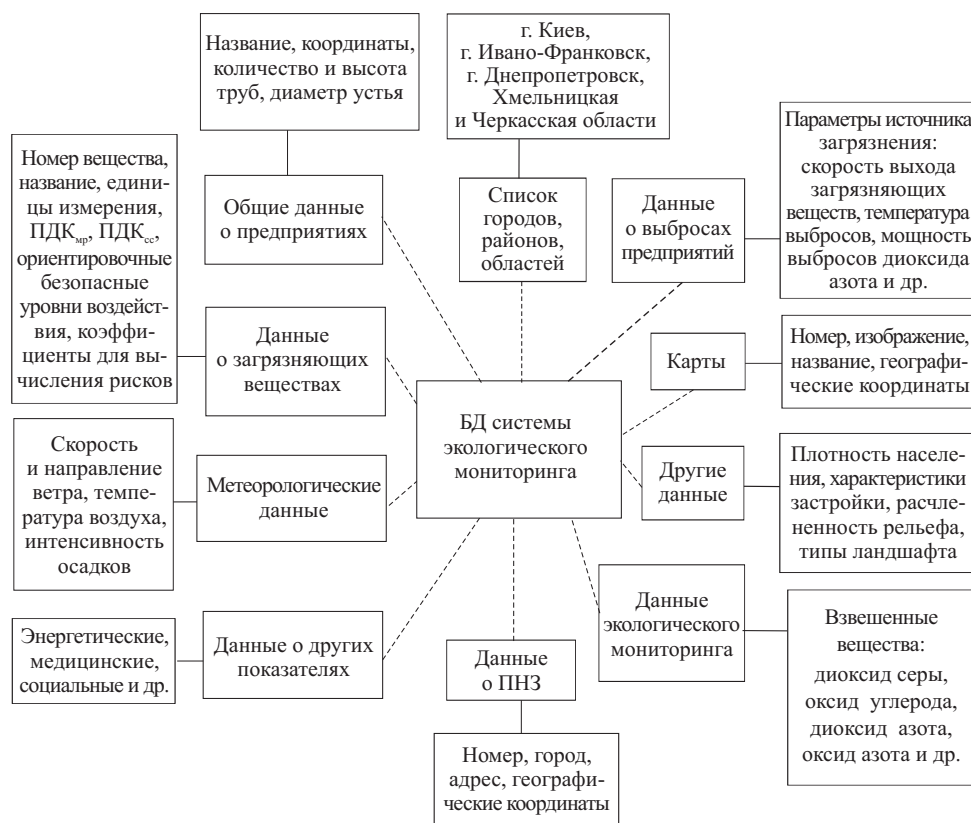 Название, координаты,
количество и высота
труб, диаметр устья
г. Киев,
г. Ивано-Франковск,
г. Днепропетровск,
Хмельницкая
и Черкасская области
Параметры источника
загрязнения:
скорость выхода
загрязняющих
веществ, температура
выбросов, мощность
выбросов диоксида
азота и др.
Номер вещества,
название, едини-
цы измерения,
ПДКмр, ПДКсс,
ориентировочные
безопасные
уровни воздейст-
вия, коэффи-
циенты для вы-
числения рисков
Общие данные
о предприятиях
Список
городов,
районов,
областей
Данные
о выбросах
предприятий
Данные
о загрязняющих
веществах
Карты
Номер, изображение,
название, географи-
ческие координаты
БД системы
экологического
мониторинга
Скорость
и направление
ветра, темпе-
ратура воздуха,
интенсивность
осадков
Метеорологические
данные
Другие
данные
Плотность населе-
ния, характеристики
застройки, расчле-
ненность рельефа,
типы ландшафта
Энергетические,
медицинские,
социальные и др.
Данные о других
показателях
Данные
о ПНЗ
Данные
экологического
мониторинга
Взвешенные
вещества:
диоксид серы,
оксид углерода,
диоксид азота,
оксид азота и др.
Номер, город,
адрес, географи-
ческие координаты